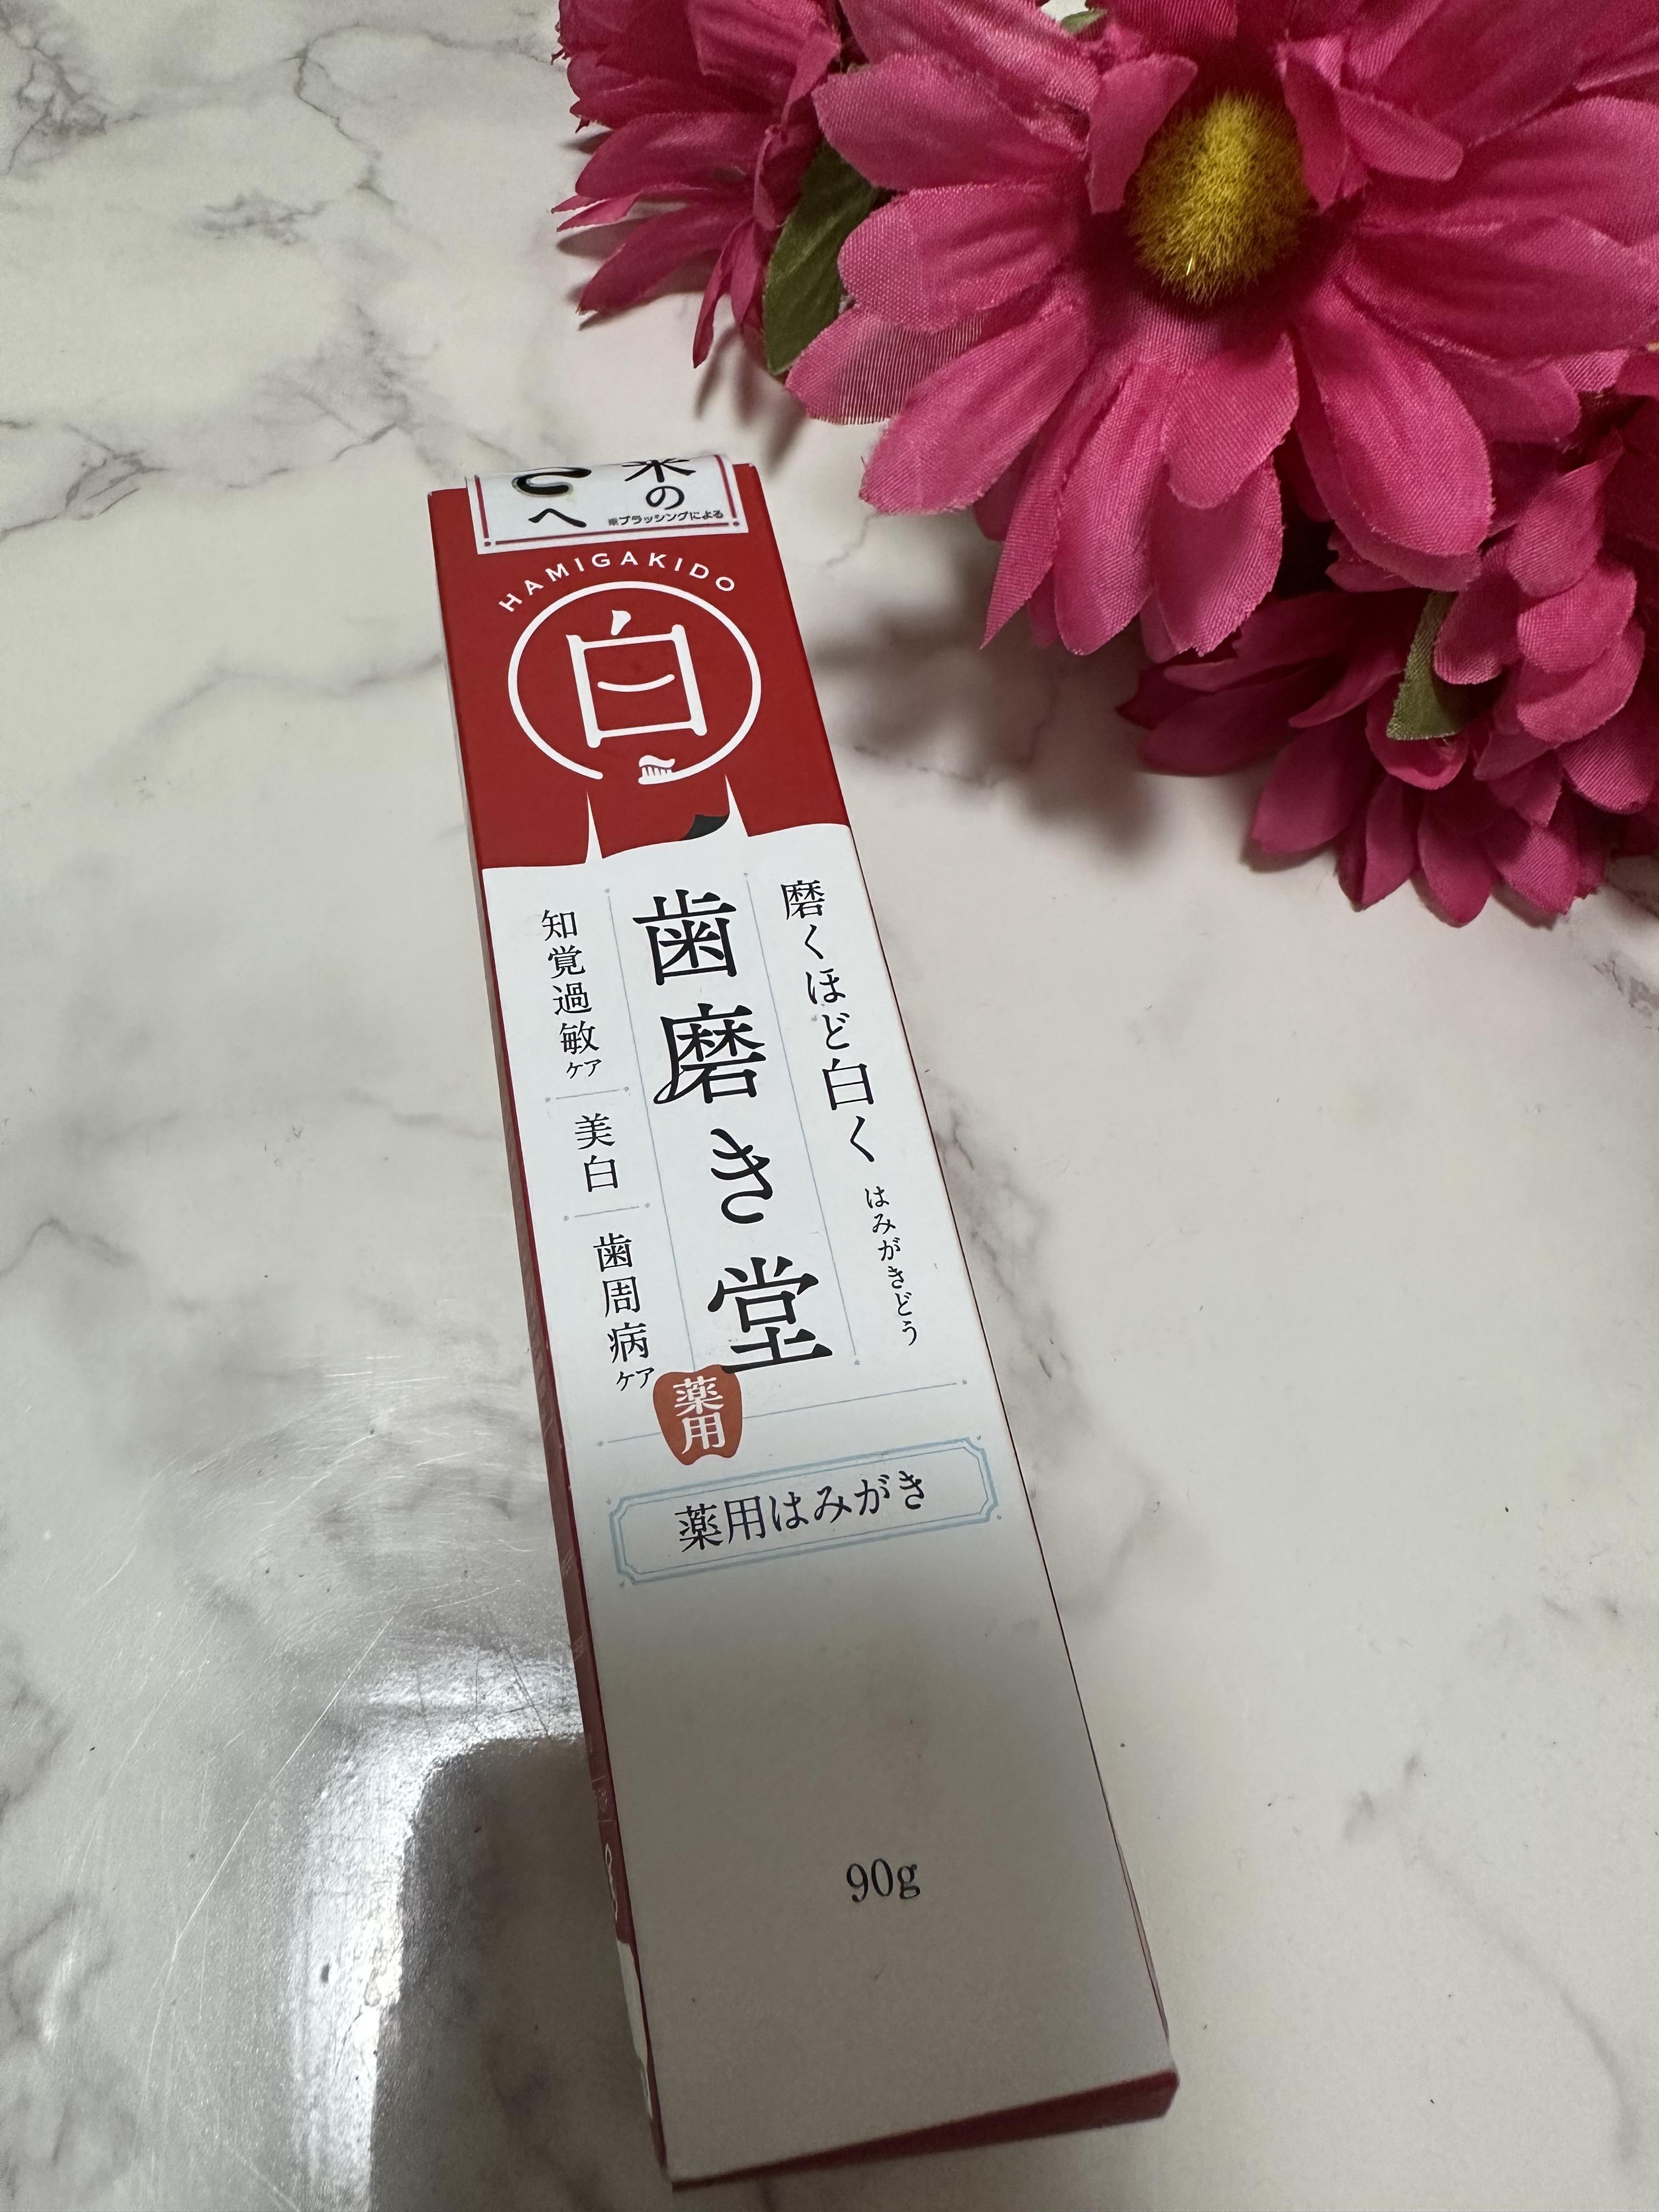 来の
へ
※ブラッシングによる
HAMIGAKIDO
白
磨くほど白く はみがきどう
歯磨き堂
知覚過敏ケア
美白
歯周病ケア
薬用
薬用はみがき
90g